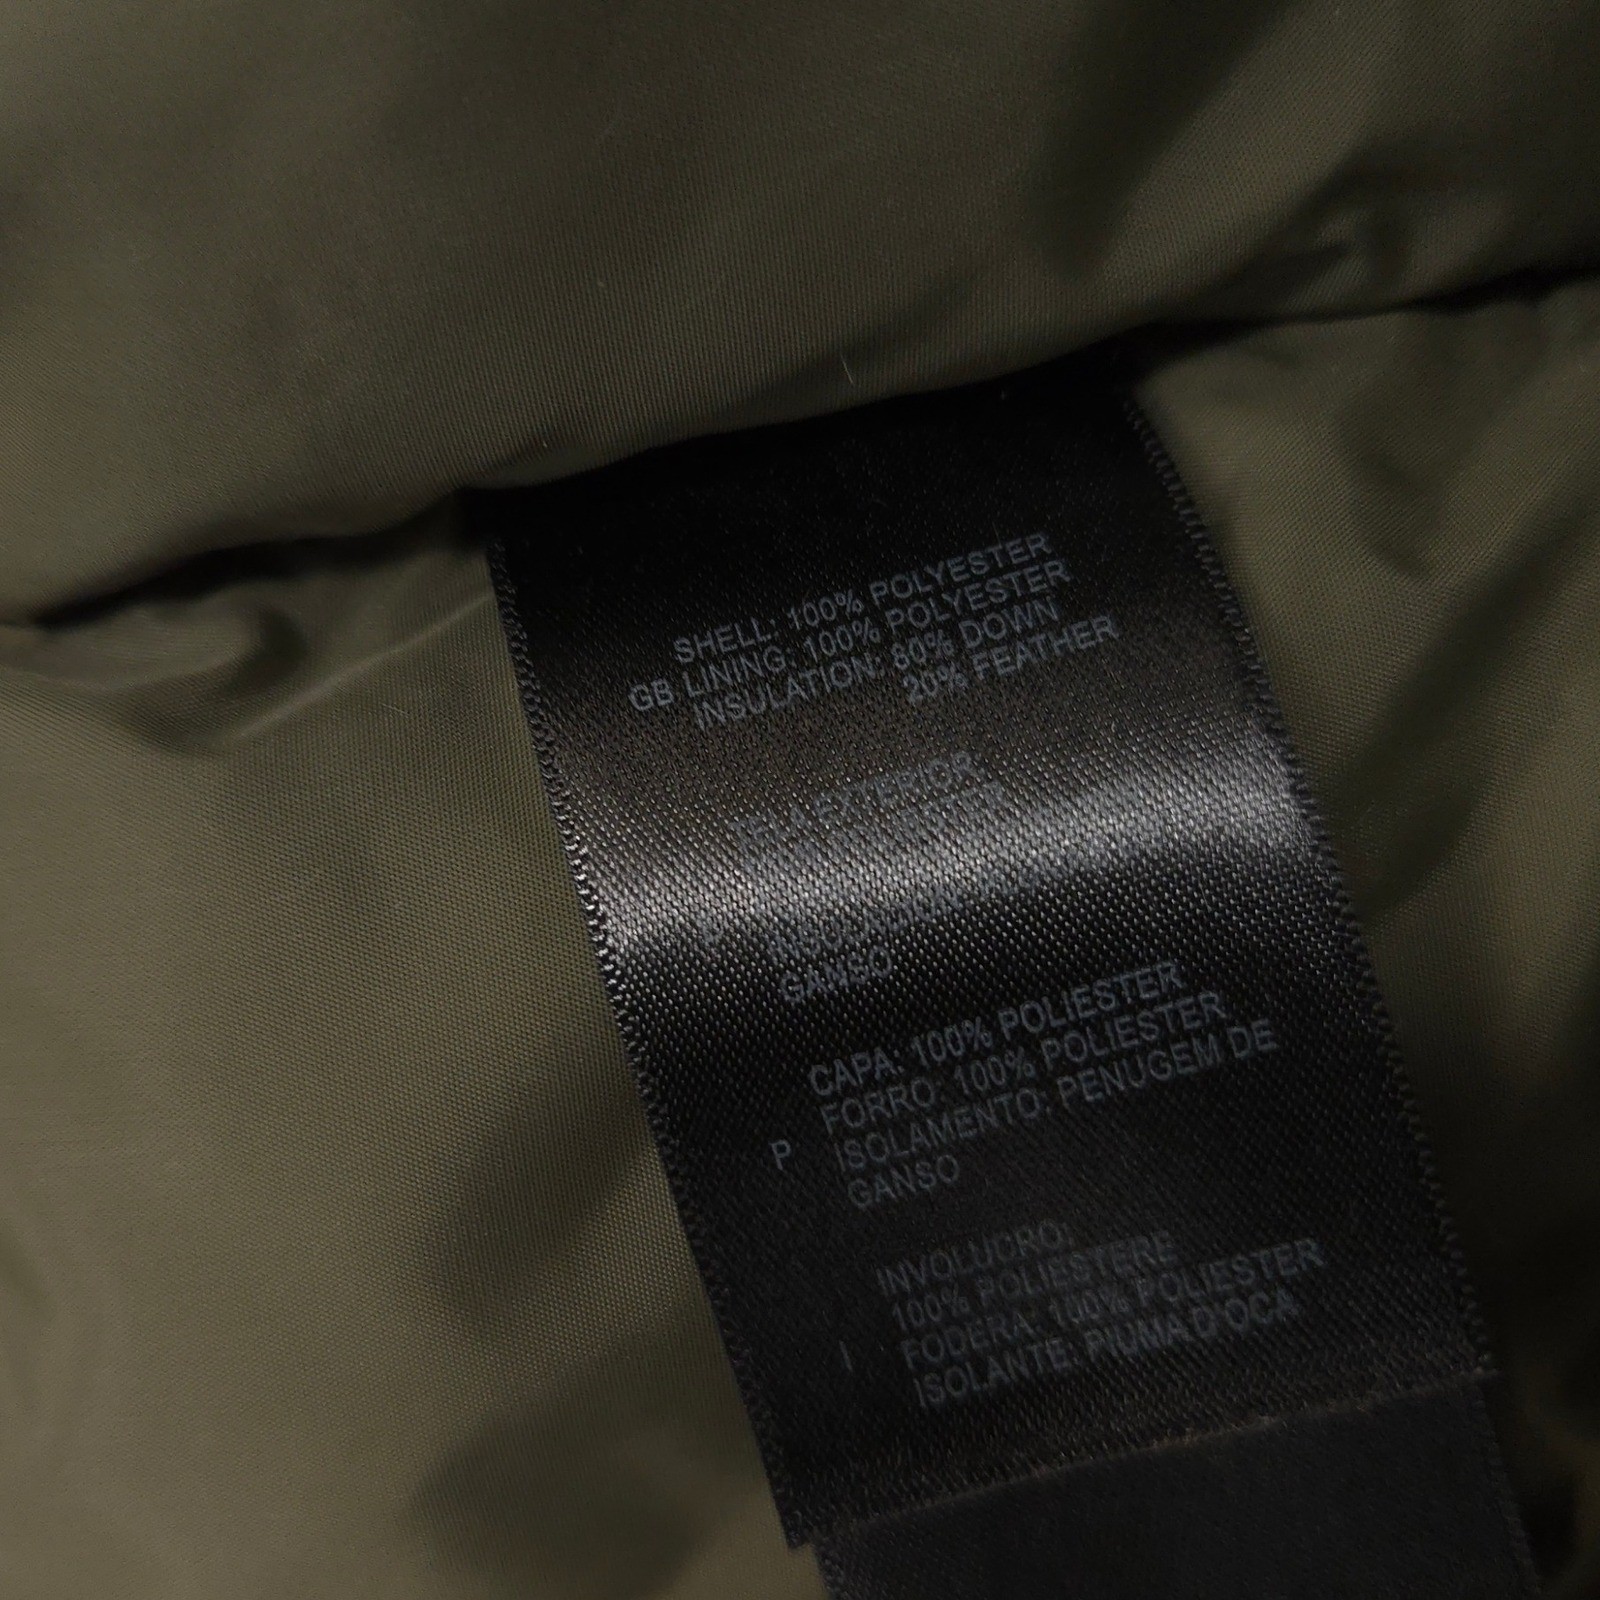 SHELL: 100% POLYESTER
GB LINING: 100% POLYESTER
INSULATION: 80% DOWN
20% FEATHER
EXTERIOR:
GANSO
CAPA: 100% POLIESTER
FORRO: 100% POLIESTER
P ISOLAMENTO: PENUGEM DE
GANSO
INVOLUCRO:
100% POLIESTERE
FODERA: 100% POLIESTER
I ISOLANTE: PIUMA D'OCA